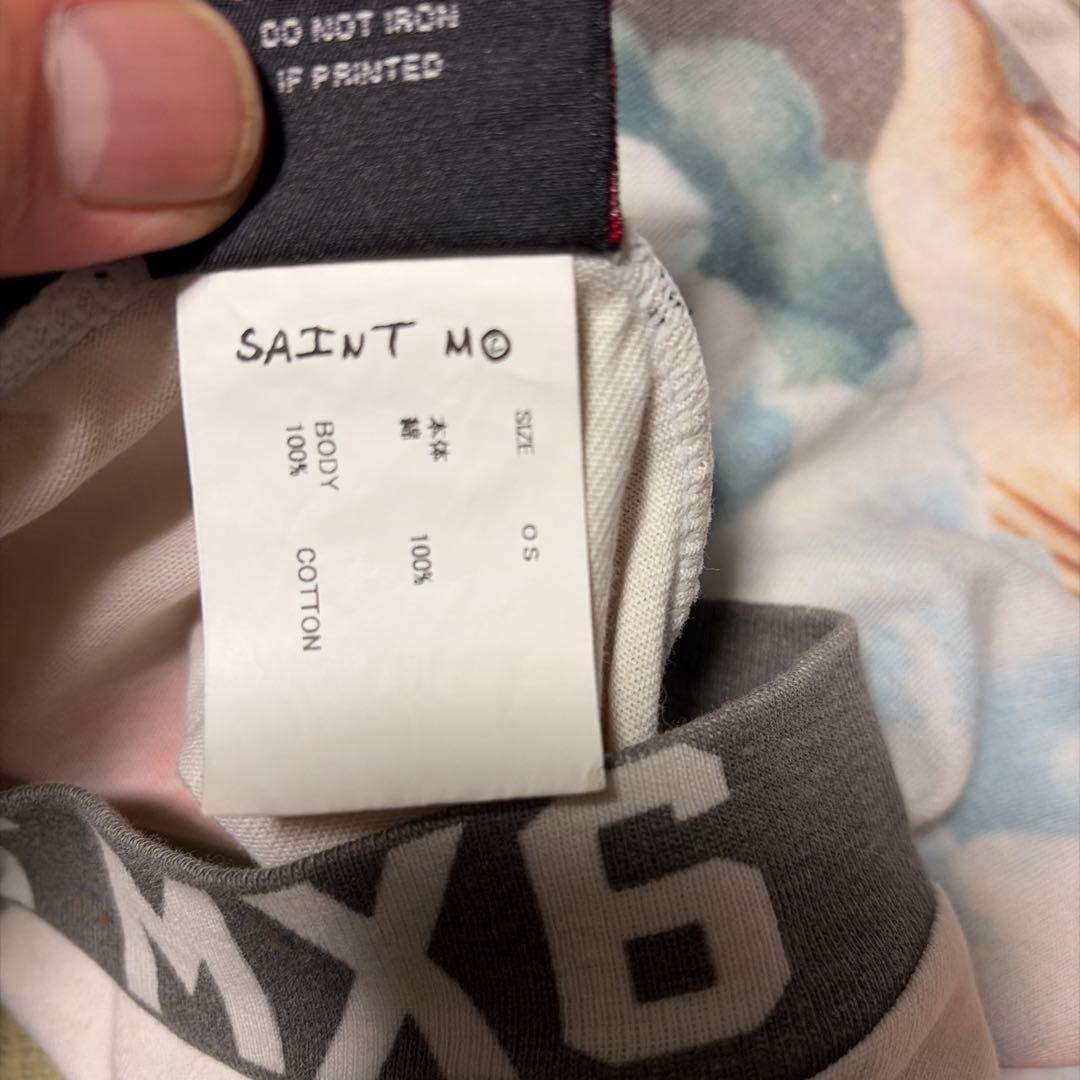 DO NOT IRON
IF PRINTED
SAINT M
SIZE OS
本体
綿 100%
BODY
100% COTTON
MX6